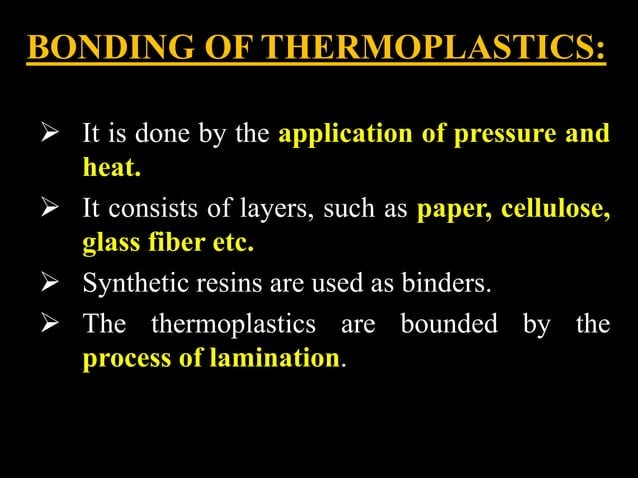 BONDING OF THERMOPLASTICS:
➢ It is done by the application of pressure and
heat.
➢ It consists of layers, such as paper, cellulose,
glass fiber etc.
➢ Synthetic resins are used as binders.
➢ The thermoplastics are bounded by the
process of lamination.